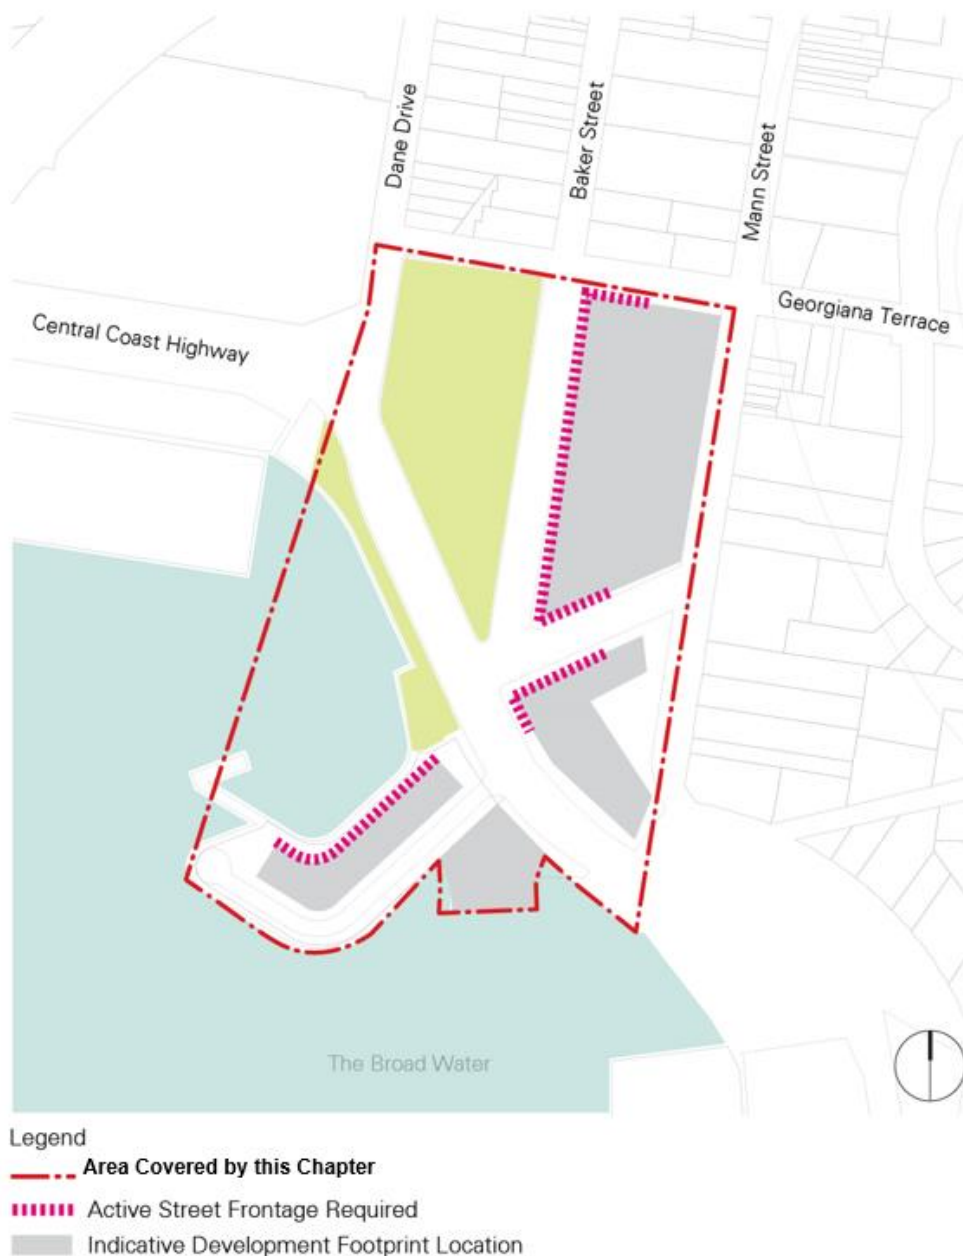 Dane Drive
Baker Street
Mann Street
Georgiana Terrace
Central Coast Highway
The Broad Water
Legend
Area Covered by this Chapter
Active Street Frontage Required
Indicative Development Footprint Location